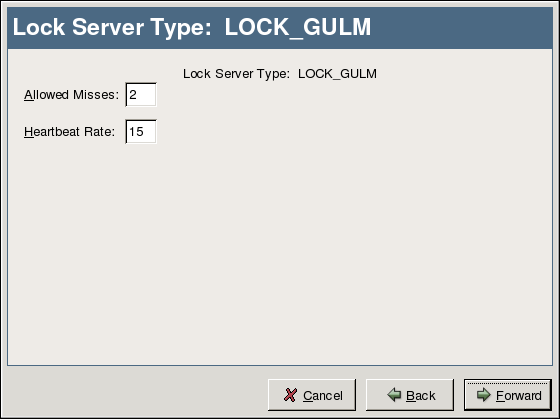 Lock Server Type: LOCK_GULM
Lock Server Type: LOCK_GULM
Allowed Misses: 2
Heartbeat Rate: 15
Cancel Back Forward